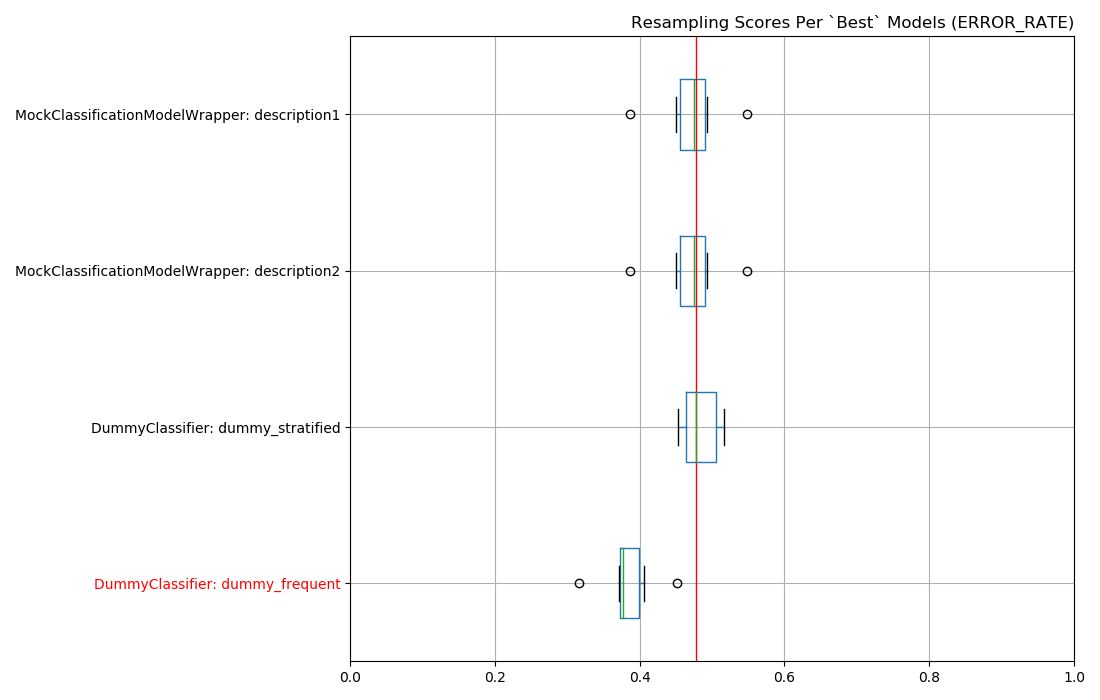 Resampling Scores Per `Best` Models (ERROR_RATE)
MockClassificationModelWrapper: description1
MockClassificationModelWrapper: description2
DummyClassifier: dummy_stratified
DummyClassifier: dummy_frequent
0.0 0.2 0.4 0.6 0.8 1.0